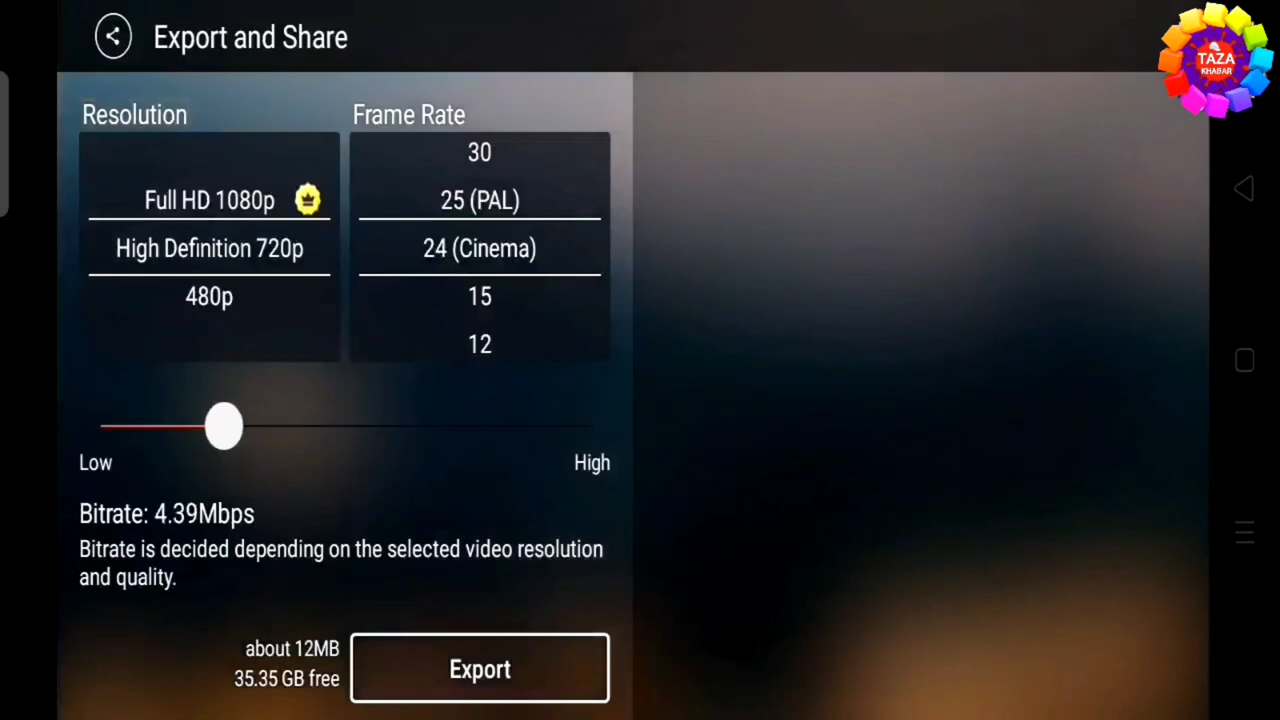 Export and Share
TAZA
KHABAR
Resolution
Frame Rate
30
Full HD 1080p
25 (PAL)
High Definition 720p
24 (Cinema)
480p
15
12
Low
High
Bitrate: 4.39Mbps
Bitrate is decided depending on the selected video resolution
and quality.
about 12MB
35.35 GB free
Export